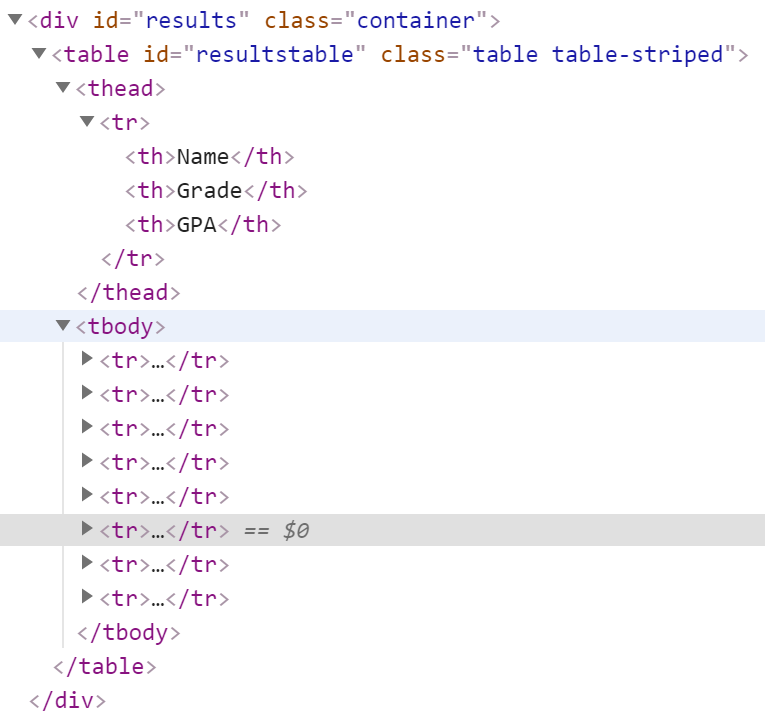 <div id="results" class="container">
<table id="resultstable" class="table table-striped">
<thead>
<tr>
<th>Name</th>
<th>Grade</th>
<th>GPA</th>
</tr>
</thead>
<tbody>
<tr>…</tr>
<tr>…</tr>
<tr>…</tr>
<tr>…</tr>
<tr>…</tr>
<tr>…</tr> == $0
<tr>…</tr>
<tr>…</tr>
</tbody>
</table>
</div>